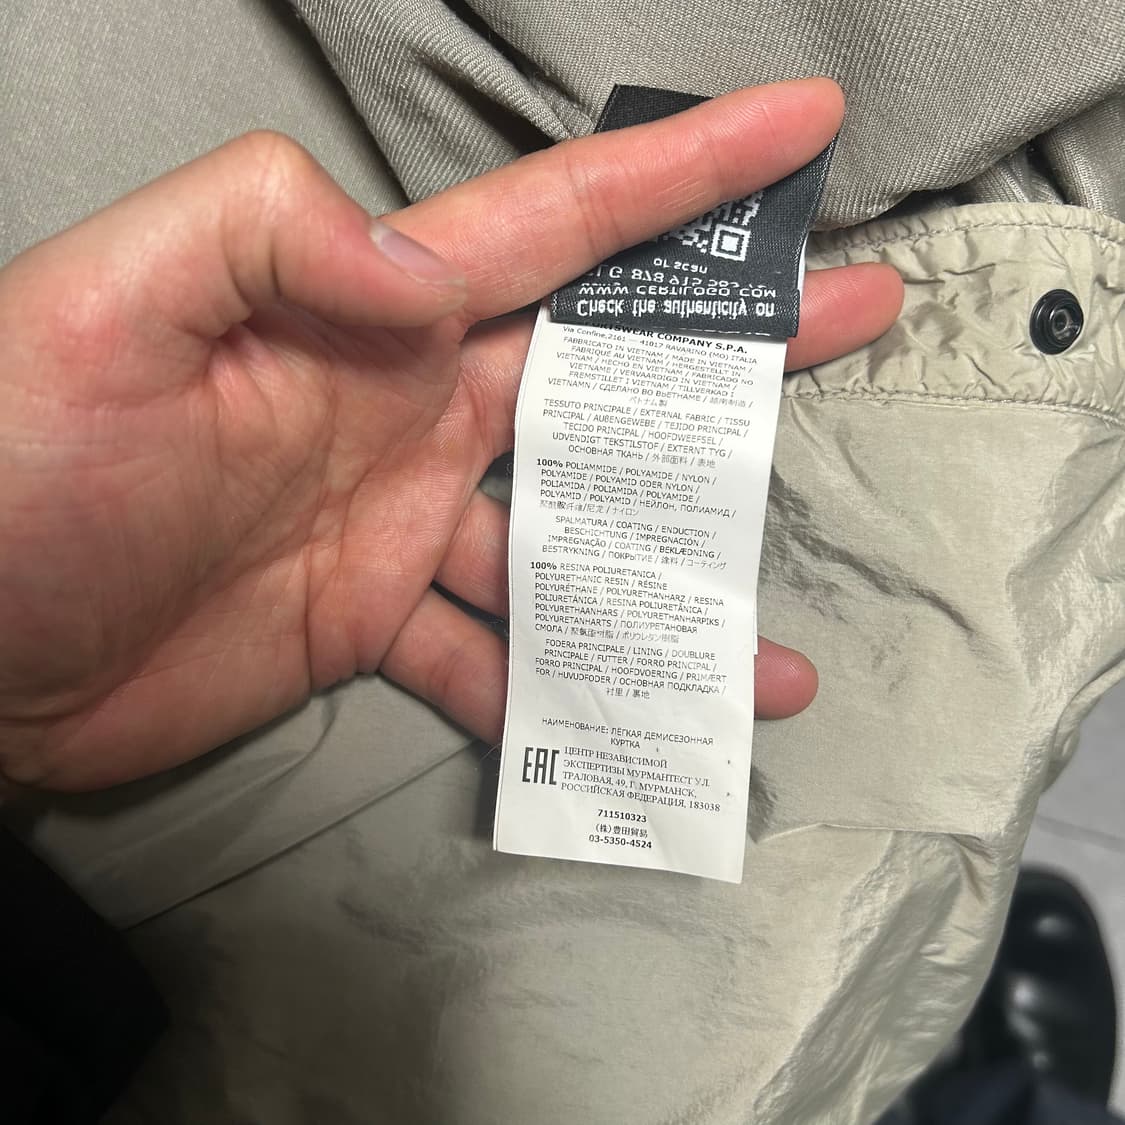 Check the authenticity on
WWW.CERTILOGO.COM
or scan
SPORTSWEAR COMPANY S.P.A.
Via Confine,2161 — 41017 RAVARINO (MO) ITALIA
FABBRICATO IN VIETNAM / MADE IN VIETNAM /
FABRIQUÉ AU VIETNAM / HERGESTELLT IN
VIETNAM / HECHO EN VIETNAM / FABRICADO NO
VIETNAME / VERVAARDIGD IN VIETNAM /
FREMSTILLET I VIETNAM / TILLVERKAD I
VIETNAMN / СДЕЛАНО ВО ВЬЕТНАМЕ / 越南制造 /
ベトナム製
TESSUTO PRINCIPALE / EXTERNAL FABRIC / TISSU
PRINCIPAL / AUßENGEWEBE / TEJIDO PRINCIPAL /
TECIDO PRINCIPAL / HOOFDWEEFSEL /
UDVENDIGT TEKSTILSTOF / EXTERNT TYG /
ОСНОВНАЯ ТКАНЬ / 外部面料 / 表地
100% POLIAMMIDE / POLYAMIDE / NYLON /
POLYAMIDE / POLYAMID ODER NYLON /
POLIAMIDA / POLIAMIDA / POLYAMIDE /
POLYAMID / POLYAMID / НЕЙЛОН, ПОЛИАМИД /
聚酰胺纤维/尼龙 / ナイロン
SPALMATURA / COATING / ENDUCTION /
BESCHICHTUNG / IMPREGNACIÓN /
IMPREGNAÇÃO / COATING / BEKLÆDNING /
BESTRYKNING / ПОКРЫТИЕ / 涂料 / コーティング
100% RESINA POLIURETANICA /
POLYURETHANIC RESIN / RÉSINE
POLYURÉTHANE / POLYURETHANHARZ / RESINA
POLIURETÁNICA / RESINA POLIURETÂNICA /
POLYURETHAANHARS / POLYURETHANHARPIKS /
POLYURETANHARTS / ПОЛИУРЕТАНОВАЯ
СМОЛА / 聚氨酯树脂 / ポリウレタン樹脂
FODERA PRINCIPALE / LINING / DOUBLURE
PRINCIPALE / FUTTER / FORRO PRINCIPAL /
FORRO PRINCIPAL / HOOFDVOERING / PRIMÆRT
FOR / HUVUDFODER / ОСНОВНАЯ ПОДКЛАДКА /
衬里 / 裏地
НАИМЕНОВАНИЕ: ЛЁГКАЯ ДЕМИСЕЗОННАЯ
КУРТКА
EAC
ЦЕНТР НЕЗАВИСИМОЙ
ЭКСПЕРТИЗЫ МУРМАНТЕСТ УЛ.
ТРАЛОВАЯ, 49, Г. МУРМАНСК,
РОССИЙСКАЯ ФЕДЕРАЦИЯ, 183038
711510323
(株)豊田貿易
03-5350-4524